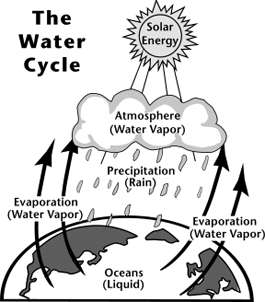 The
Water
Cycle
Solar
Energy
Atmosphere
(Water Vapor)
Precipitation
(Rain)
Evaporation
(Water Vapor)
Evaporation
(Water Vapor)
Oceans
(Liquid)